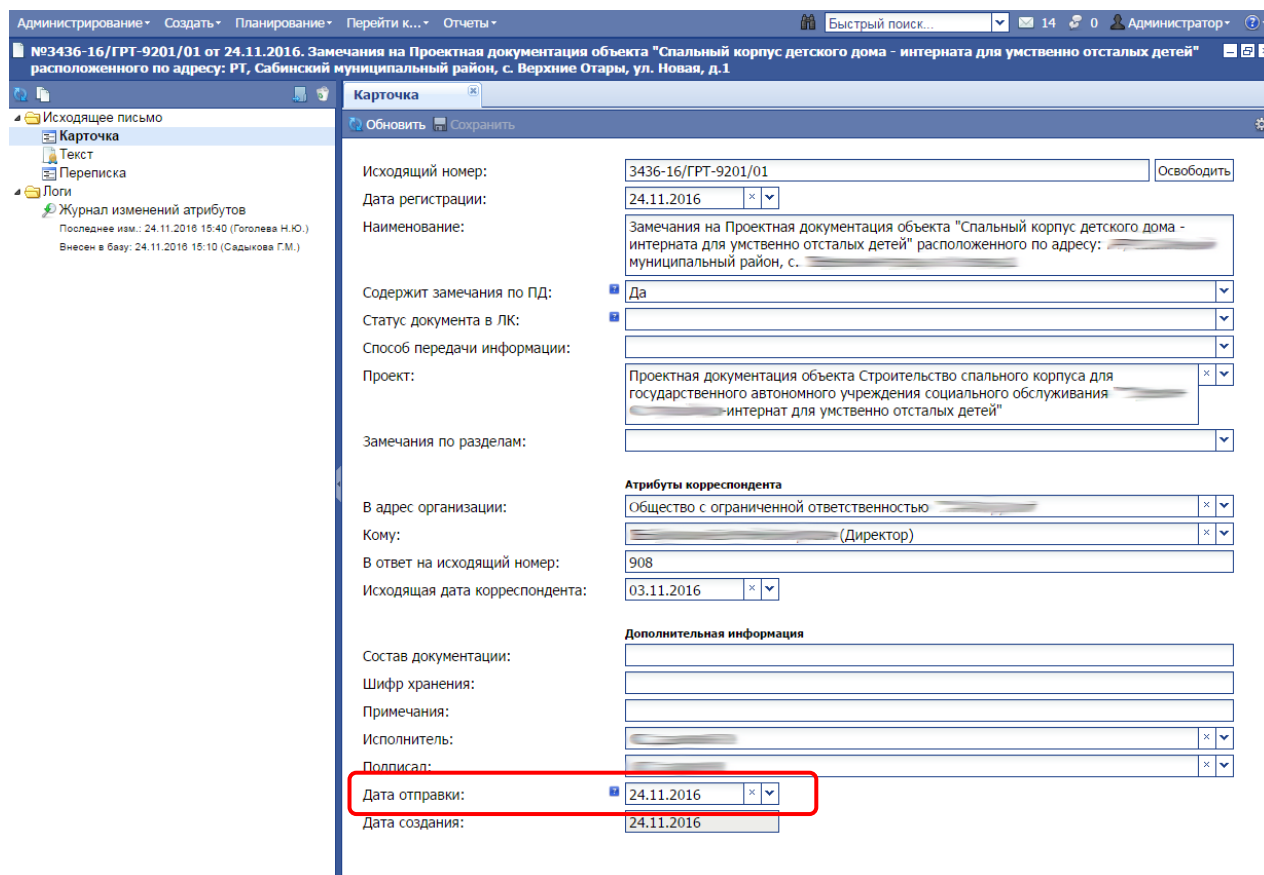 Администрирование Создать Планирование Перейти к... Отчеты Быстрый поиск... 14 0 Администратор
№3436-16/ГРТ-9201/01 от 24.11.2016. Замечания на Проектная документация объекта "Спальный корпус детского дома - интерната для умственно отсталых детей"
расположенного по адресу: РТ, Сабинский муниципальный район, с. Верхние Отары, ул. Новая, д.1
Карточка
Обновить Сохранить
Исходящее письмо
Карточка
Текст
Переписка
Логи
Журнал изменений атрибутов
Последнее изм.: 24.11.2016 15:40 (Гоголева Н.Ю.)
Внесен в базу: 24.11.2016 15:10 (Садыкова Г.М.)
Исходящий номер: 3436-16/ГРТ-9201/01 Освободить
Дата регистрации: 24.11.2016
Наименование: Замечания на Проектная документация объекта "Спальный корпус детского дома -
интерната для умственно отсталых детей" расположенного по адресу:
муниципальный район, с.
Содержит замечания по ПД: Да
Статус документа в ЛК:
Способ передачи информации:
Проект: Проектная документация объекта Строительство спального корпуса для
государственного автономного учреждения социального обслуживания
-интернат для умственно отсталых детей"
Замечания по разделам:
Атрибуты корреспондента
В адрес организации: Общество с ограниченной ответственностью
Кому: (Директор)
В ответ на исходящий номер: 908
Исходящая дата корреспондента: 03.11.2016
Дополнительная информация
Состав документации:
Шифр хранения:
Примечания:
Исполнитель:
Подписал:
Дата отправки: 24.11.2016
Дата создания: 24.11.2016